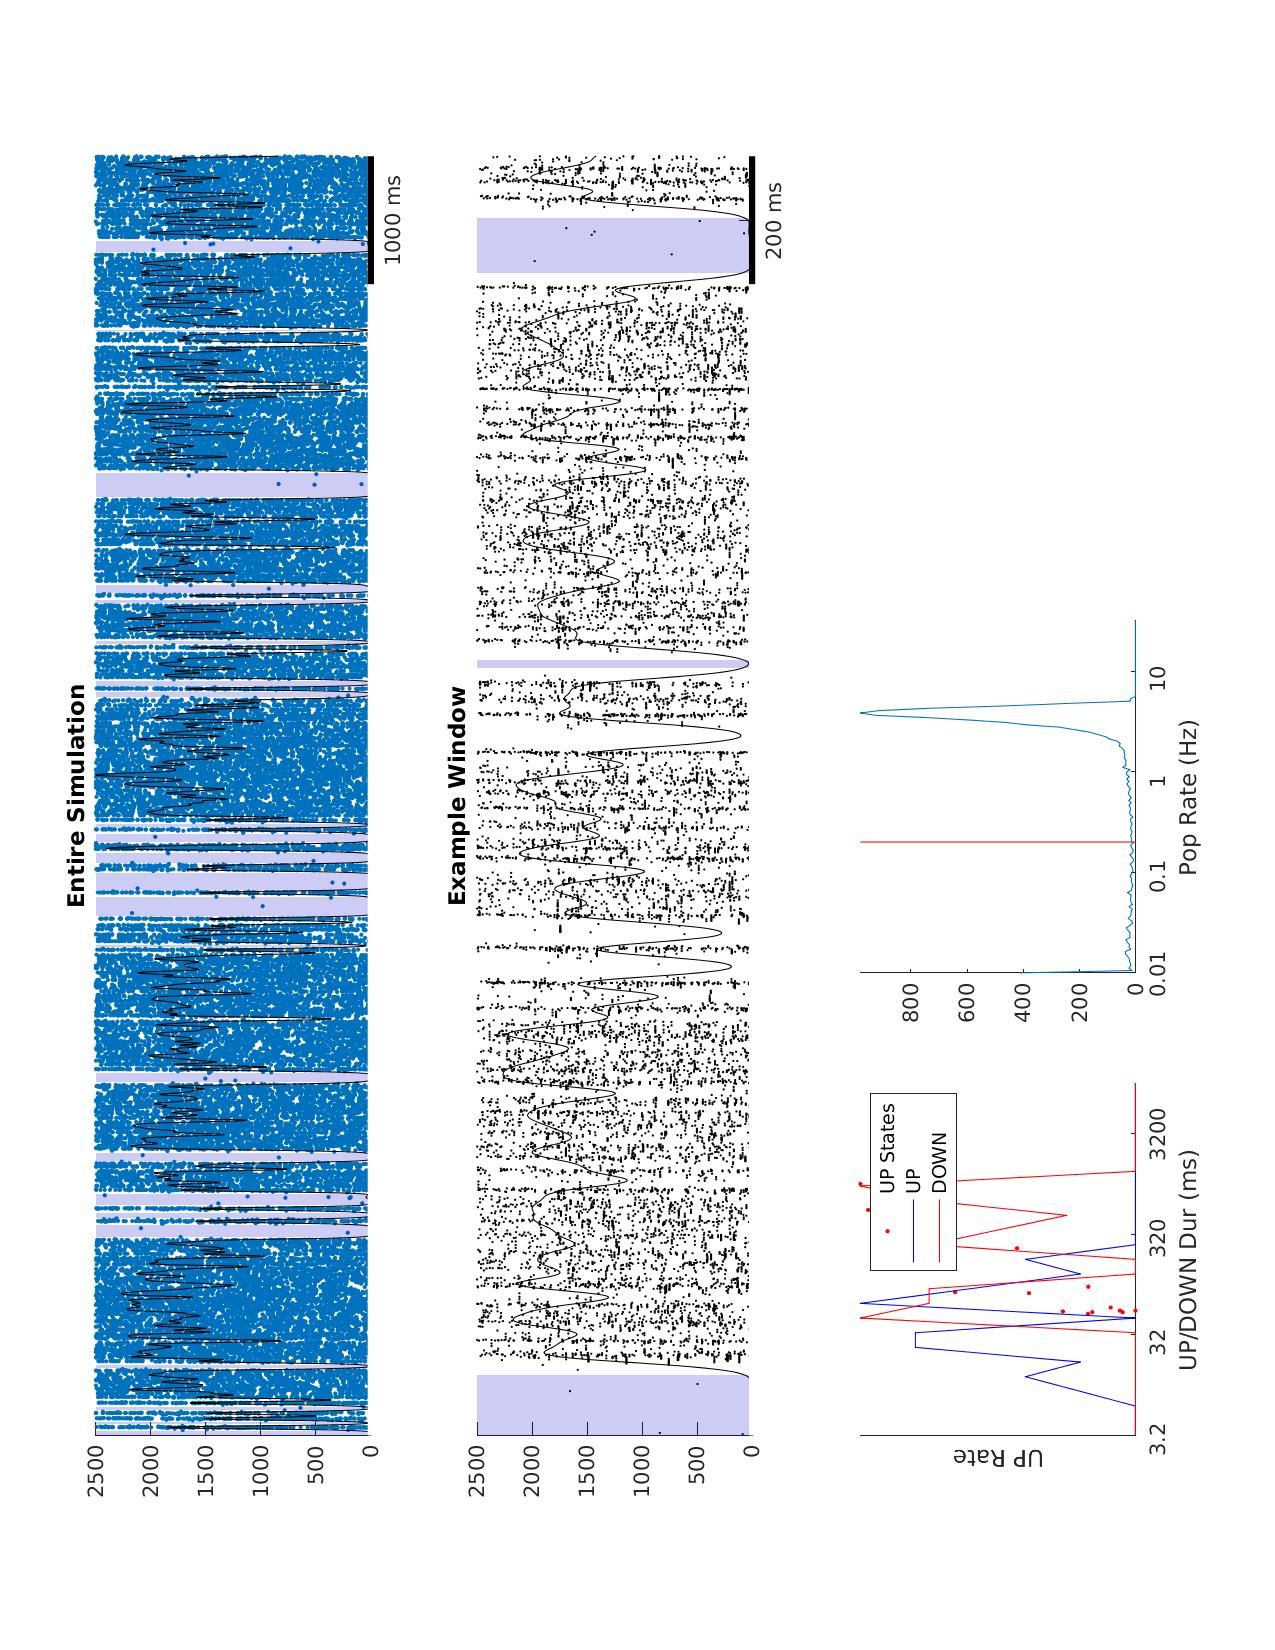 Entire Simulation
2500
2000
1500
1000
500
0
1000 ms
Example Window
2500
2000
1500
1000
500
0
200 ms
UP Rate
UP States
UP
DOWN
3.2 32 320 3200
UP/DOWN Dur (ms)
800
600
400
200
0
0.01 0.1 1 10
Pop Rate (Hz)